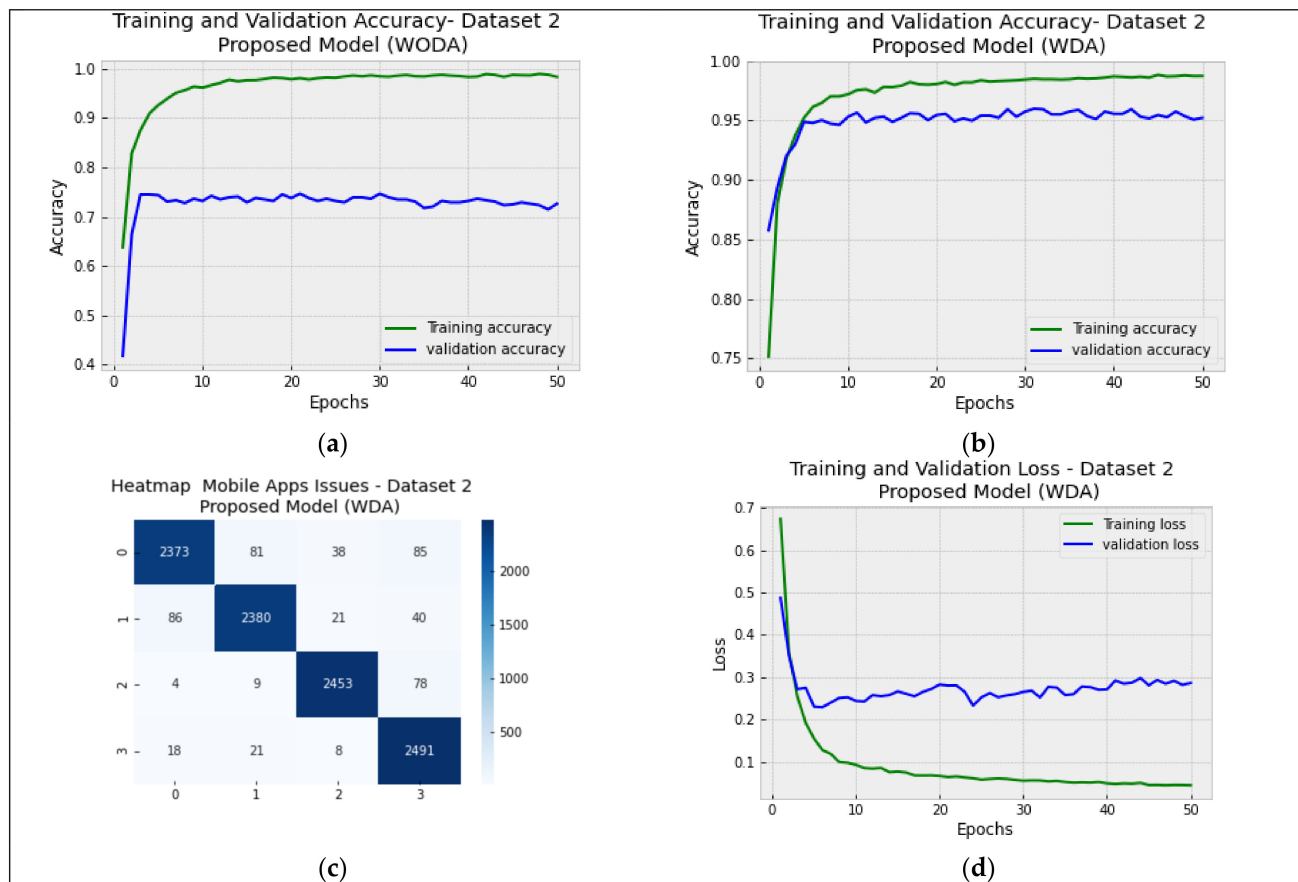 Training and Validation Accuracy- Dataset 2
Proposed Model (WODA)
1.0
0.9
0.8
0.7
0.6
0.5
0.4
Accuracy
Training accuracy
validation accuracy
0 10 20 30 40 50
Epochs
(a)
Training and Validation Accuracy- Dataset 2
Proposed Model (WDA)
1.00
0.95
0.90
0.85
0.80
0.75
Accuracy
Training accuracy
validation accuracy
0 10 20 30 40 50
Epochs
(b)
Heatmap Mobile Apps Issues - Dataset 2
Proposed Model (WDA)
0 2373 81 38 85
1 86 2380 21 40
2 4 9 2453 78
3 18 21 8 2491
0 1 2 3
2000
1500
1000
500
(c)
Training and Validation Loss - Dataset 2
Proposed Model (WDA)
0.7
0.6
0.5
0.4
0.3
0.2
0.1
Loss
Training loss
validation loss
0 10 20 30 40 50
Epochs
(d)